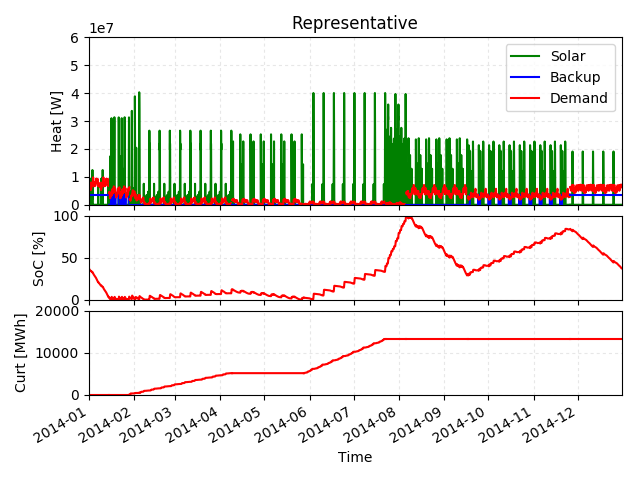 Representative
1e7
6
5
4
3
2
1
0
Heat [W]
Solar
Backup
Demand
100
50
0
SoC [%]
20000
10000
0
Curt [MWh]
2014-01
2014-02
2014-03
2014-04
2014-05
2014-06
2014-07
2014-08
2014-09
2014-10
2014-11
2014-12
Time